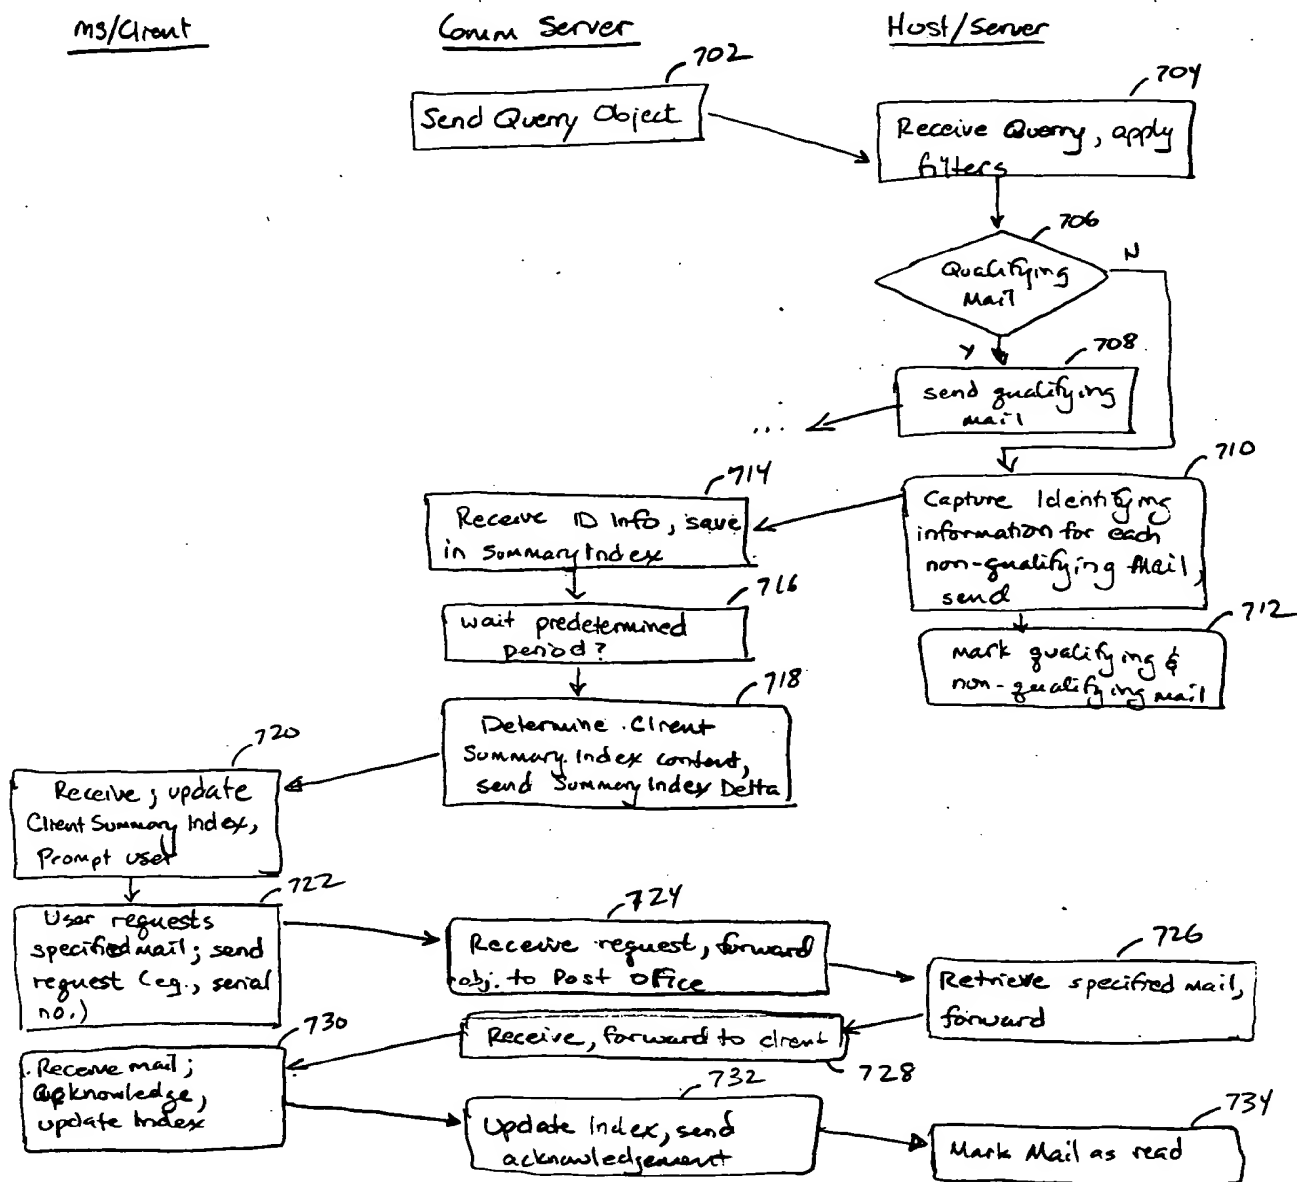 MS/Client
Comm Server
Host/Server
702
Send Query Object
704
Receive Query, apply
filters
706
Qualifying
Mail
N
Y
708
send qualifying
mail
...
710
Capture Identifying
information for each
non-qualifying Mail,
send
712
Mark qualifying &
non-qualifying mail
714
Receive ID Info, save
in Summary Index
716
wait predetermined
period?
718
Determine Client
Summary Index content,
send Summary Index Delta
720
Receive; update
Client Summary Index,
Prompt user
722
User requests
specified mail; send
request (eg., serial
no.)
724
Receive request, forward
obj. to Post Office
726
Retrieve specified mail,
forward
Receive, forward to client
728
730
Receive mail;
acknowledge,
update Index
732
Update Index, send
acknowledgement
734
Mark Mail as read